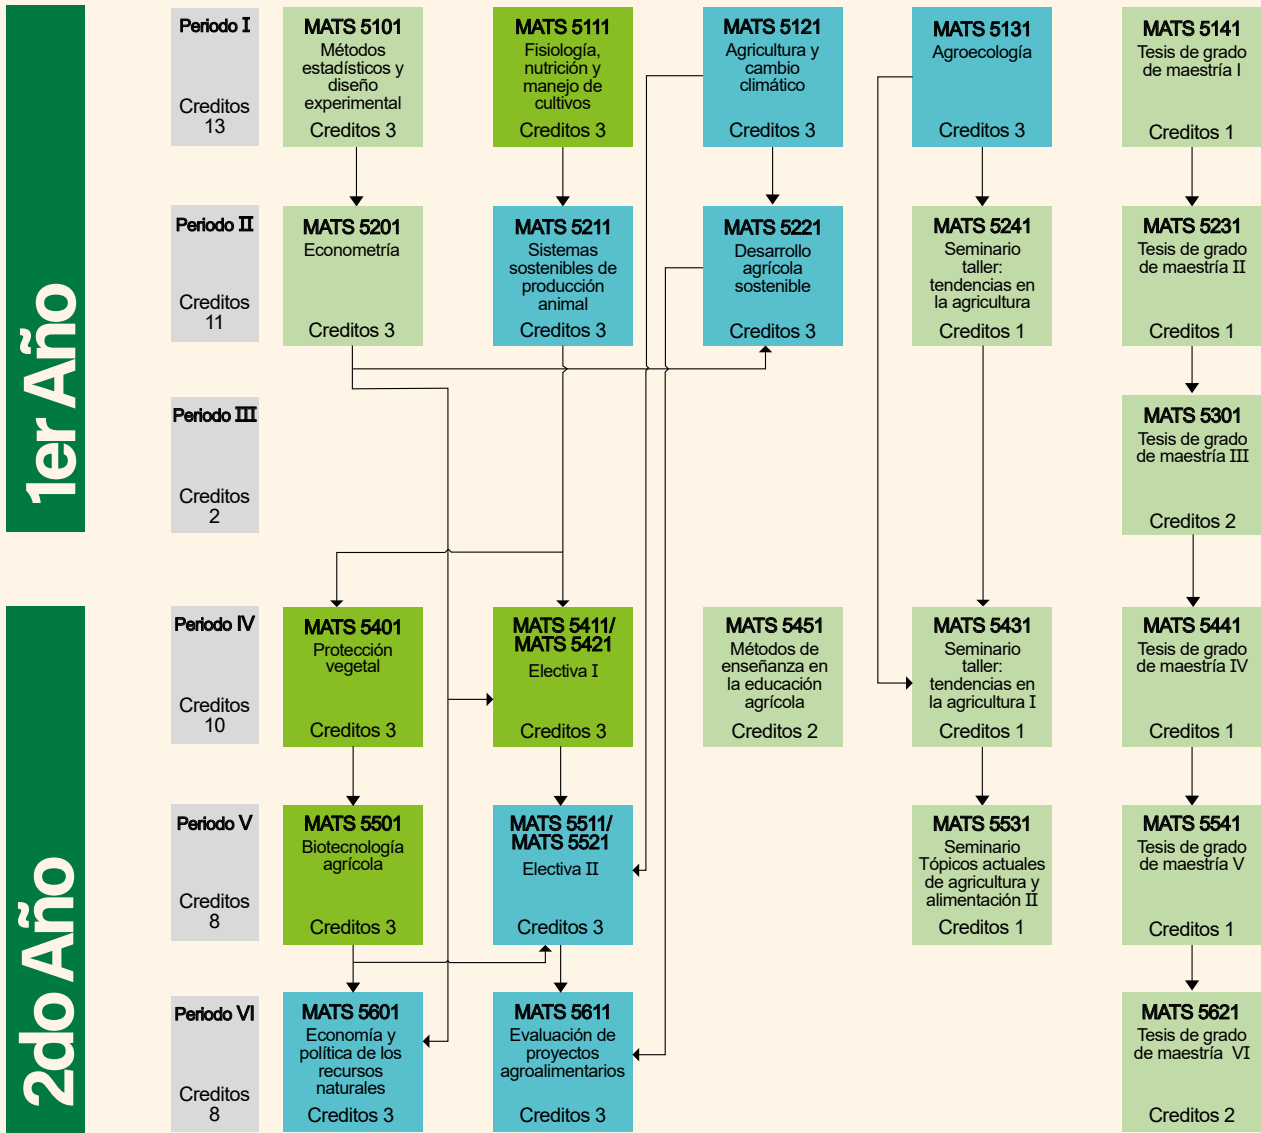 1er Año
Periodo I
Creditos
13
MATS 5101
Métodos
estadísticos y
diseño
experimental
Creditos 3
MATS 5111
Fisiología,
nutrición y
manejo de
cultivos
Creditos 3
MATS 5121
Agricultura y
cambio
climático
Creditos 3
MATS 5131
Agroecología
Creditos 3
MATS 5141
Tesis de grado
de maestría I
Creditos 1
Periodo II
Creditos
11
MATS 5201
Econometría
Creditos 3
MATS 5211
Sistemas
sostenibles de
producción
animal
Creditos 3
MATS 5221
Desarrollo
agrícola
sostenible
Creditos 3
MATS 5241
Seminario
taller:
tendencias en
la agricultura
Creditos 1
MATS 5231
Tesis de grado
de maestría II
Creditos 1
Periodo III
Creditos
2
MATS 5301
Tesis de grado
de maestría III
Creditos 2
2do Año
Periodo IV
Creditos
10
MATS 5401
Protección
vegetal
Creditos 3
MATS 5411/
MATS 5421
Electiva I
Creditos 3
MATS 5451
Métodos de
enseñanza en
la educación
agrícola
Creditos 2
MATS 5431
Seminario
taller:
tendencias en
la agricultura I
Creditos 1
MATS 5441
Tesis de grado
de maestría IV
Creditos 1
Periodo V
Creditos
8
MATS 5501
Biotecnología
agrícola
Creditos 3
MATS 5511/
MATS 5521
Electiva II
Creditos 3
MATS 5531
Seminario
Tópicos actuales
de agricultura y
alimentación II
Creditos 1
MATS 5541
Tesis de grado
de maestría V
Creditos 1
Periodo VI
Creditos
8
MATS 5601
Economía y
política de los
recursos
naturales
Creditos 3
MATS 5611
Evaluación de
proyectos
agroalimentarios
Creditos 3
MATS 5621
Tesis de grado
de maestría VI
Creditos 2